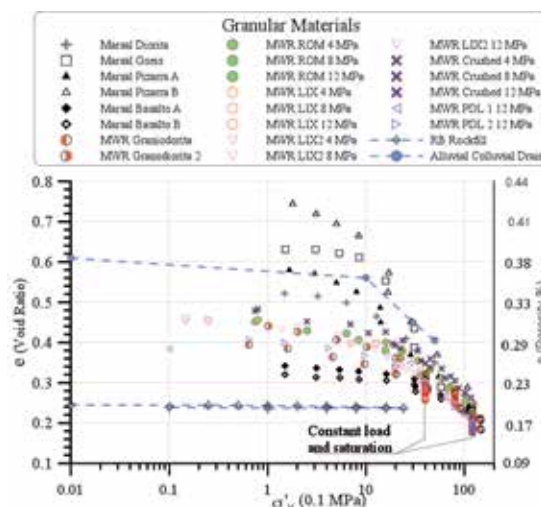 Granular Materials
Marsal Diorita
Marsal Gneis
Marsal Pizarra A
Marsal Pizarra B
Marsal Basalto A
Marsal Basalto B
MWR Granodiorita
MWR Granodiorita 2
MWR ROM 4 MPa
MWR ROM 8 MPa
MWR ROM 12 MPa
MWR LIX 4 MPa
MWR LIX 8 MPa
MWR LIX 12 MPa
MWR LIX2 4 MPa
MWR LIX2 8 MPa
MWR LIX2 12 MPa
MWR Crushed 4 MPa
MWR Crushed 8 MPa
MWR Crushed 12 MPa
MWR PDL 1 12 MPa
MWR PDL 2 12 MPa
RB Rockfill
Alluvial Colluvial Drain
e (Void Ratio)
0.8
0.7
0.6
0.5
0.4
0.3
0.2
0.1
0.44
0.41
0.38
0.33
0.29
0.23
0.17
0.09
Constant load
and saturation
0.01
0.1
1
10
100
(0.1 MPa)